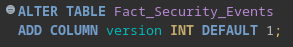 ALTER TABLE Fact_Security_Events
ADD COLUMN version INT DEFAULT 1;